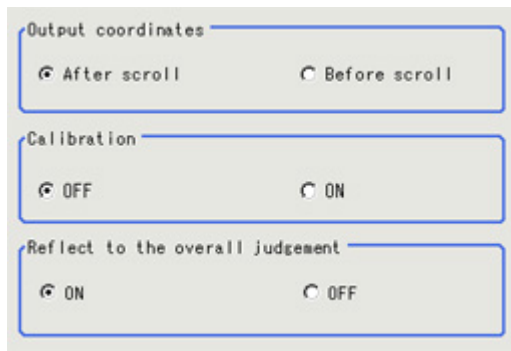 Output coordinates
After scroll Before scroll
Calibration
OFF ON
Reflect to the overall judgement
ON OFF